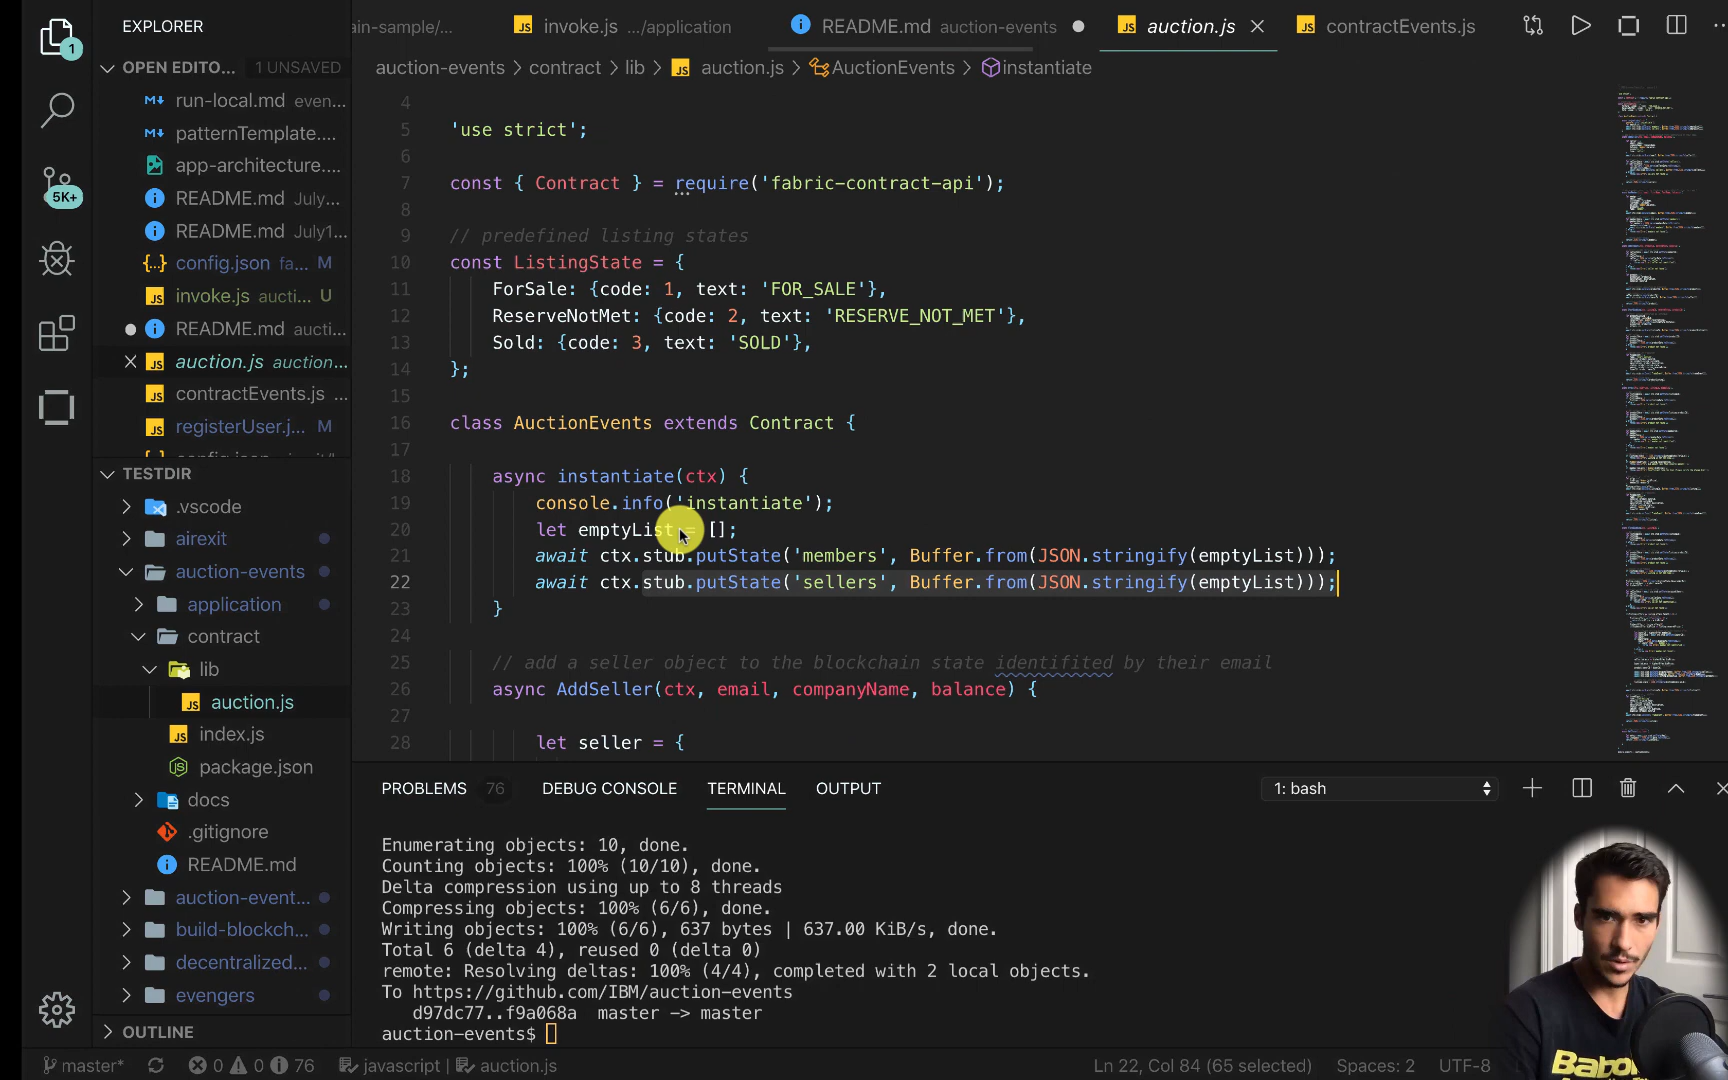 EXPLORER
ain-sample/...
invoke.js .../application
README.md auction-events
auction.js
contractEvents.js
1
OPEN EDITO... 1 UNSAVED
auction-events > contract > lib > JS auction.js > AuctionEvents > instantiate
run-local.md even...
patternTemplate....
app-architecture....
README.md July...
README.md July1...
config.json fa... M
invoke.js aucti... U
README.md aucti...
auction.js auction...
contractEvents.js ...
registerUser.j... M
5K+
4
5 'use strict';
6
7 const { Contract } = require('fabric-contract-api');
8
9 // predefined listing states
10 const ListingState = {
11 ForSale: {code: 1, text: 'FOR_SALE'},
12 ReserveNotMet: {code: 2, text: 'RESERVE_NOT_MET'},
13 Sold: {code: 3, text: 'SOLD'},
14 };
15
16 class AuctionEvents extends Contract {
17
18 async instantiate(ctx) {
19 console.info('instantiate');
20 let emptyList = [];
21 await ctx.stub.putState('members', Buffer.from(JSON.stringify(emptyList)));
22 await ctx.stub.putState('sellers', Buffer.from(JSON.stringify(emptyList)));
23 }
24
25 // add a seller object to the blockchain state identifited by their email
26 async AddSeller(ctx, email, companyName, balance) {
27
28 let seller = {
TESTDIR
.vscode
airexit
auction-events
application
contract
lib
auction.js
index.js
package.json
docs
.gitignore
README.md
auction-event...
build-blockch...
decentralized...
evengers
OUTLINE
PROBLEMS 76 DEBUG CONSOLE TERMINAL OUTPUT 1: bash
Enumerating objects: 10, done.
Counting objects: 100% (10/10), done.
Delta compression using up to 8 threads
Compressing objects: 100% (6/6), done.
Writing objects: 100% (6/6), 637 bytes | 637.00 KiB/s, done.
Total 6 (delta 4), reused 0 (delta 0)
remote: Resolving deltas: 100% (4/4), completed with 2 local objects.
To https://github.com/IBM/auction-events
d97dc77..f9a068a master -> master
auction-events$
master* 0 0 76 javascript | auction.js Ln 22, Col 84 (65 selected) Spaces: 2 UTF-8